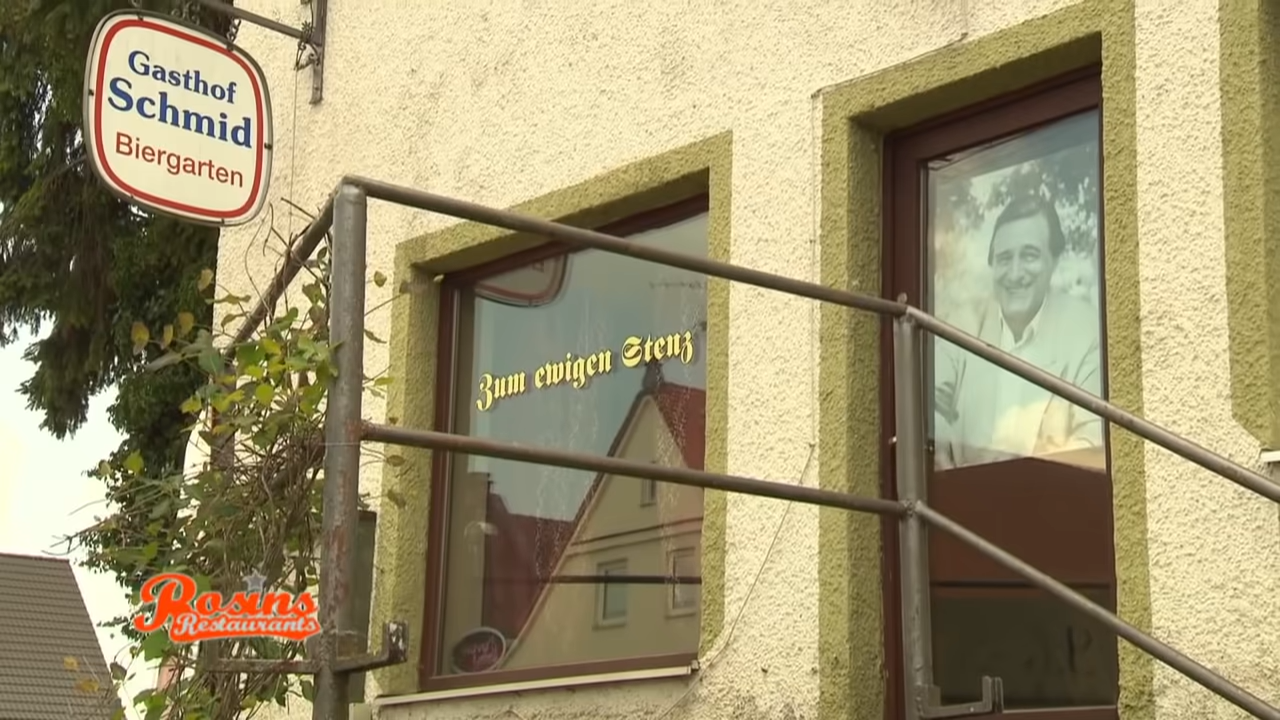 Gasthof
Schmid
Biergarten
Zum ewigen Stenz
Rosins
Restaurants